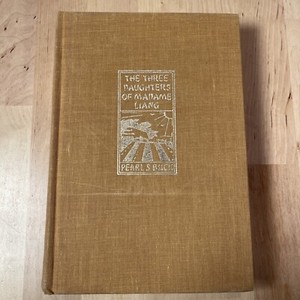 THE THREE
DAUGHTERS
OF MADAME
LIANG
PEARL S. BUCK